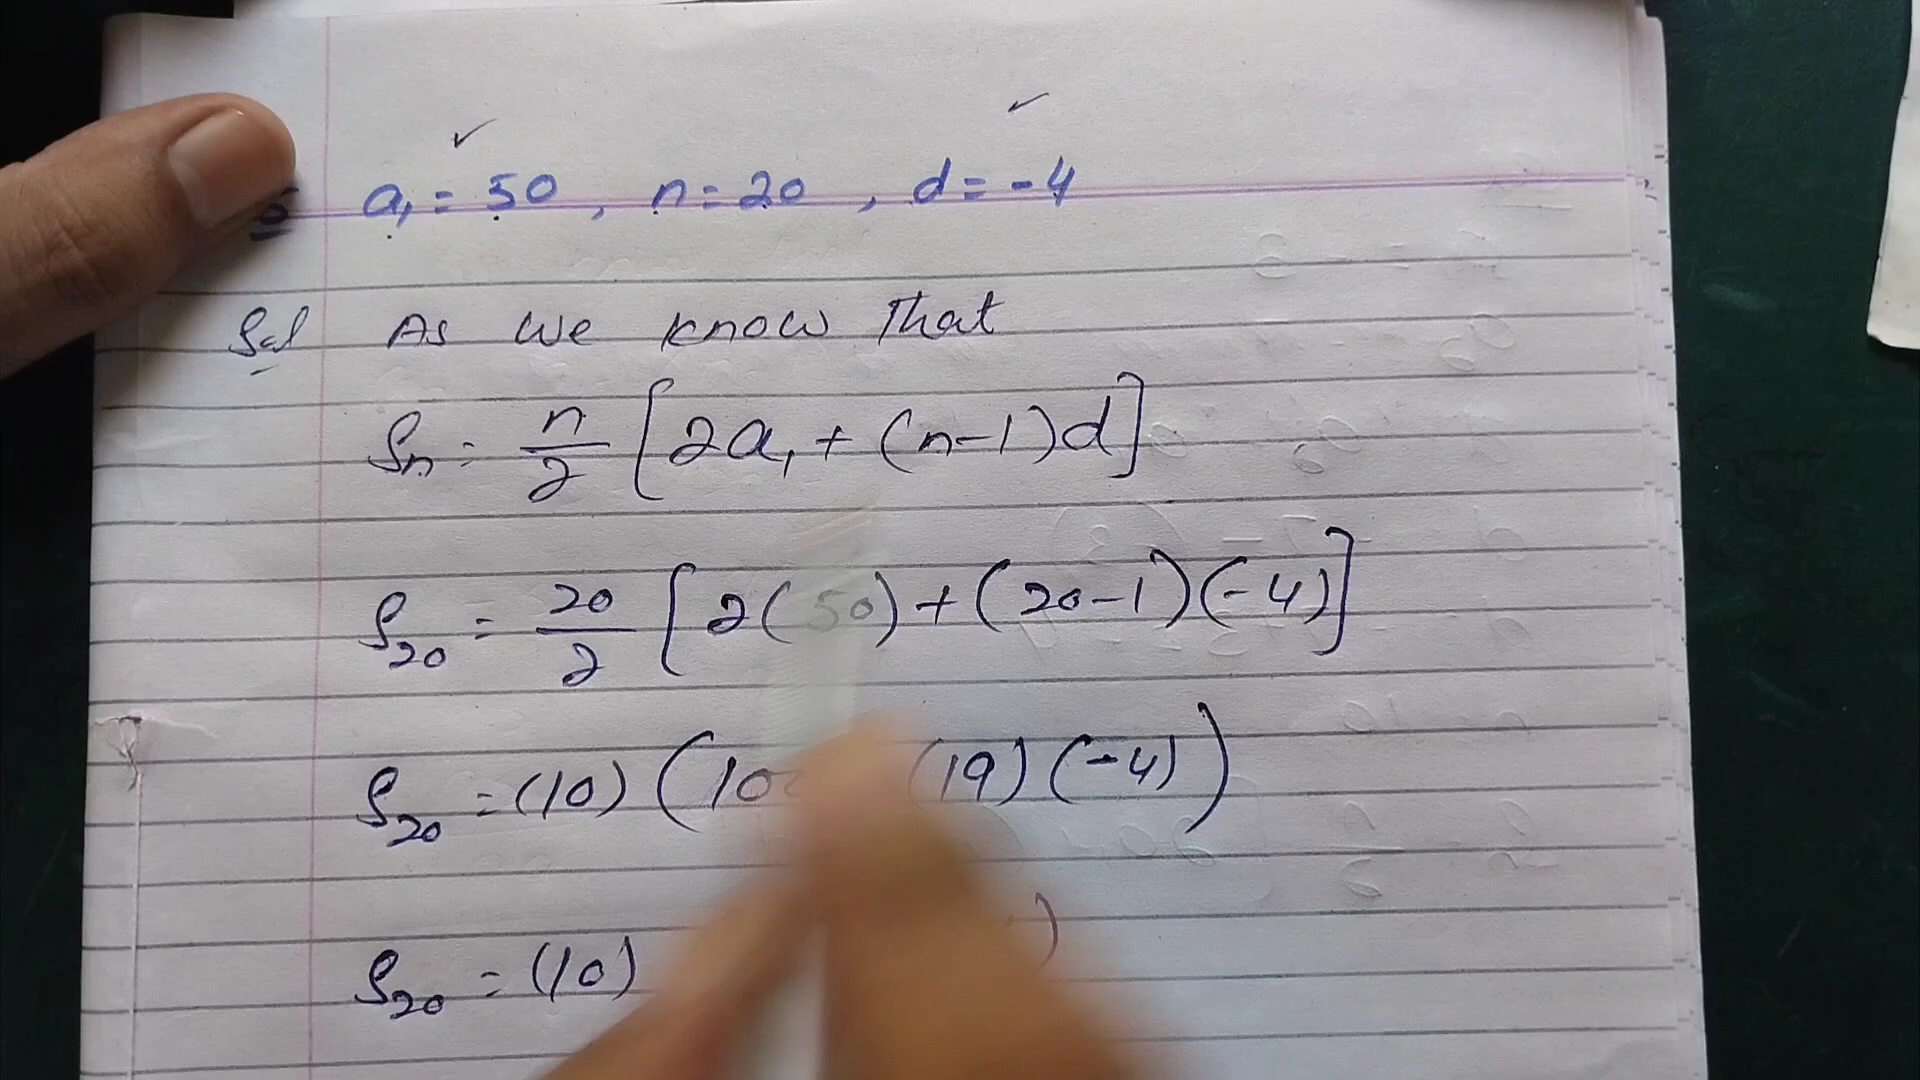 a₁ = 50, n = 20, d = -4
Sol As we know that
Sn = n/2 [2a₁ + (n-1)d]
S₂₀ = 20/2 [2(50) + (20-1)(-4)]
S₂₀ = (10) (10 (19)(-4))
S₂₀ = (10) )